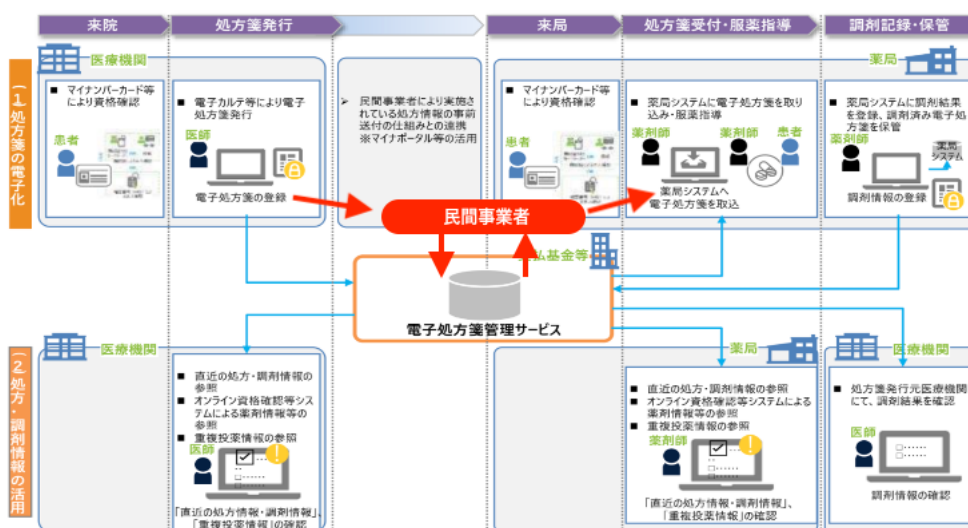 来院
処方箋発行
来局
処方箋受付・服薬指導
調剤記録・保管
(1)処方箋の電子化
医療機関
■ マイナンバーカード等
により資格確認
患者
■ 電子カルテ等により電子
処方箋発行
医師
電子処方箋の登録
➢ 民間事業者により実施さ
れている処方情報の事前
送付の仕組みとの連携
※マイナポータル等の活用
薬局
■ マイナンバーカード等
により資格確認
患者
■ 薬局システムに電子処方箋を取り
込み・服薬指導
薬剤師
薬剤師
患者
薬局システムへ
電子処方箋を取込
■ 薬局システムに調剤結果
を登録、調剤済み電子処
方箋を保管
薬剤師
薬局
システム
調剤情報の登録
民間事業者
払基金等
電子処方箋管理サービス
(2)処方・調剤情報の活用
医療機関
■ 直近の処方・調剤情報の
参照
■ オンライン資格確認等シス
テムによる薬剤情報等の
参照
■ 重複投薬情報の参照
医師
「直近の処方情報・調剤情報」、
「重複投薬情報」の確認
薬局
■ 直近の処方・調剤情報の参照
■ オンライン資格確認等システムによる
薬剤情報等の参照
■ 重複投薬情報の参照
薬剤師
「直近の処方情報・調剤情報」、
「重複投薬情報」の確認
医療機関
■ 処方箋発行元医療機関
にて、調剤結果を確認
医師
調剤情報の確認